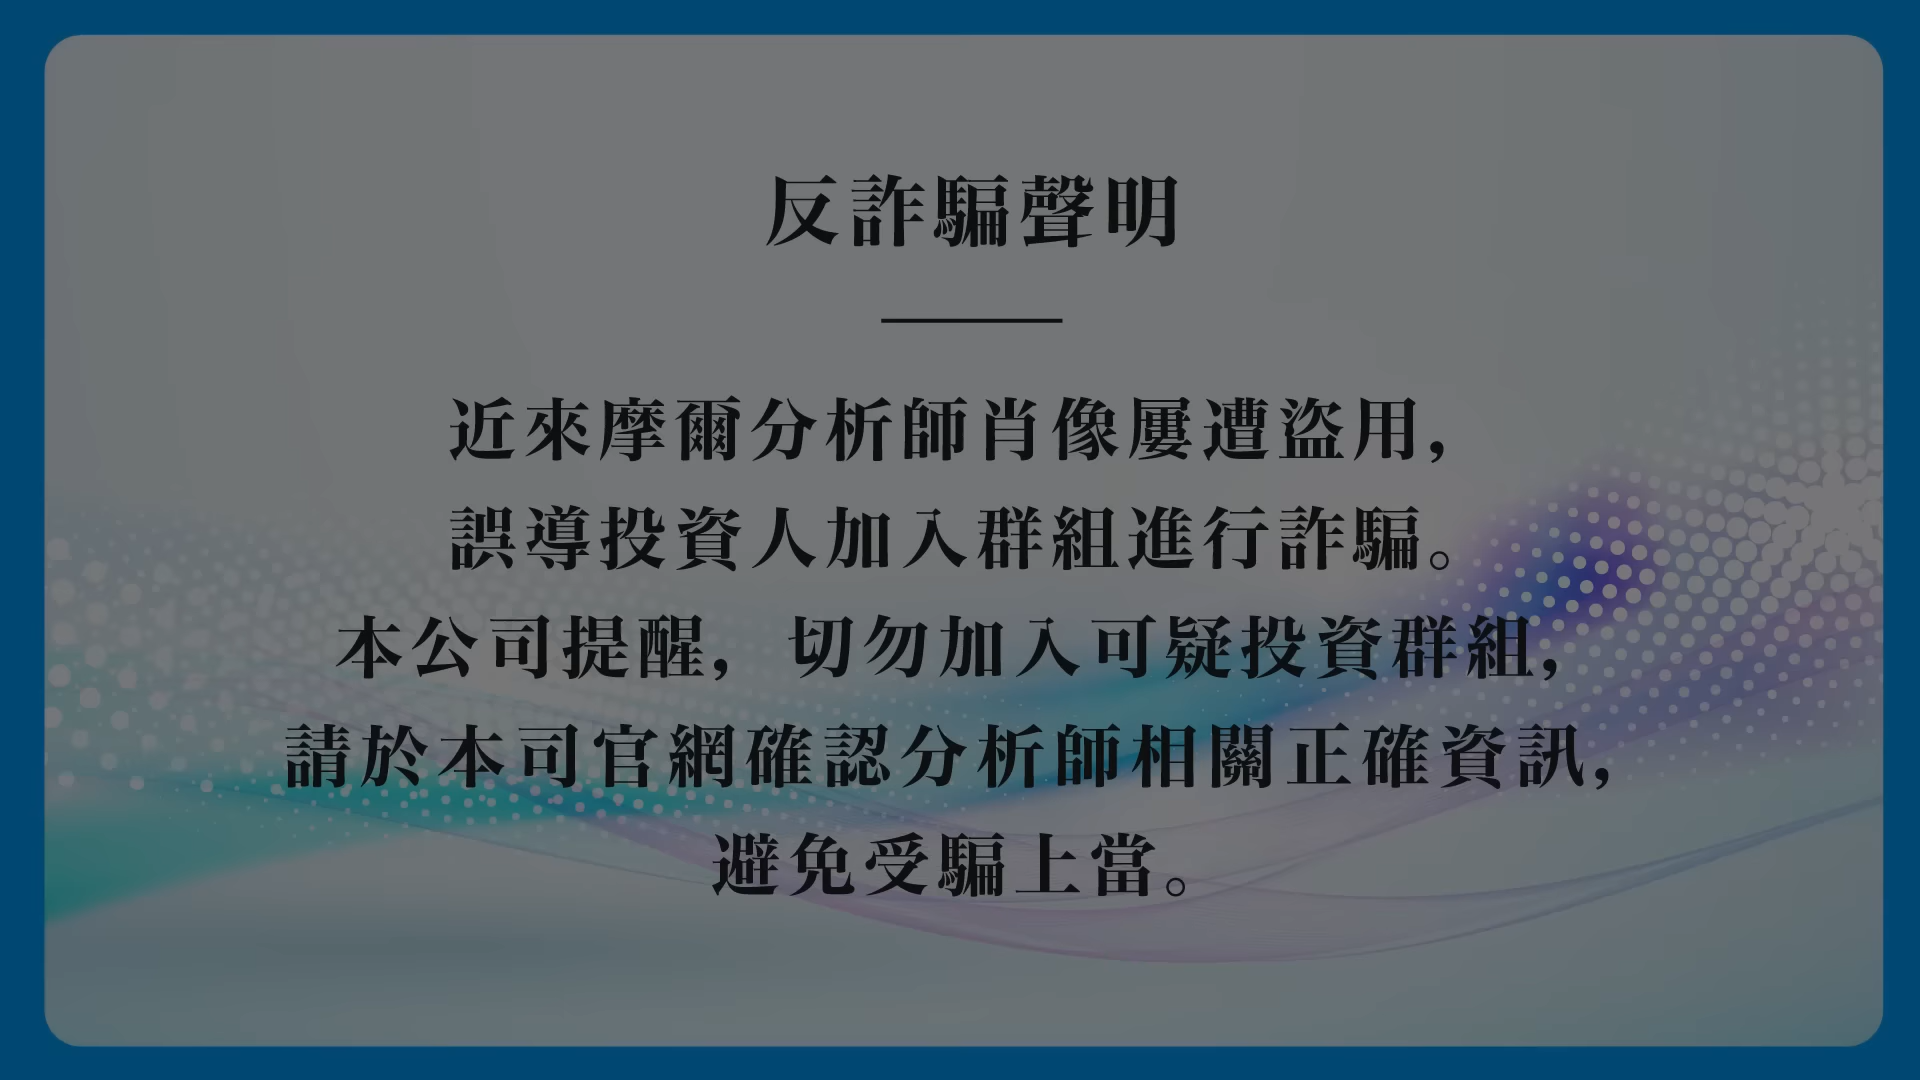 反詐騙聲明
近來摩爾分析師肖像屢遭盜用，
誤導投資人加入群組進行詐騙。
本公司提醒，切勿加入可疑投資群組，
請於本司官網確認分析師相關正確資訊，
避免受騙上當。